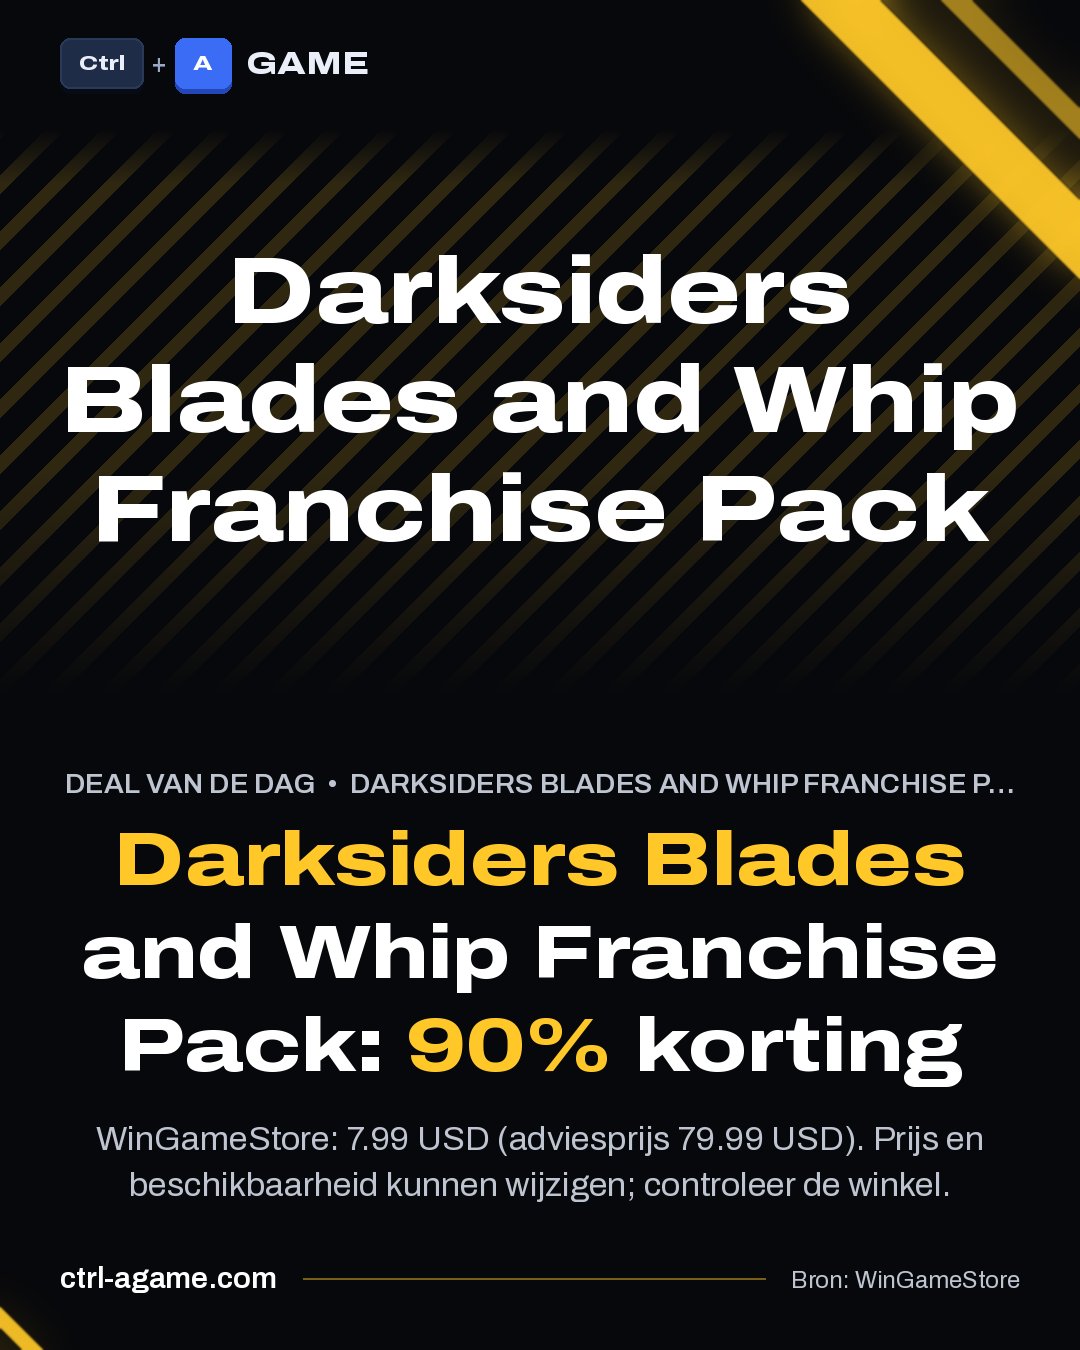 Ctrl + A GAME
Darksiders
Blades and Whip
Franchise Pack
DEAL VAN DE DAG • DARKSIDERS BLADES AND WHIP FRANCHISE P...
Darksiders Blades
and Whip Franchise
Pack: 90% korting
WinGameStore: 7.99 USD (adviesprijs 79.99 USD). Prijs en
beschikbaarheid kunnen wijzigen; controleer de winkel.
ctrl-agame.com
Bron: WinGameStore